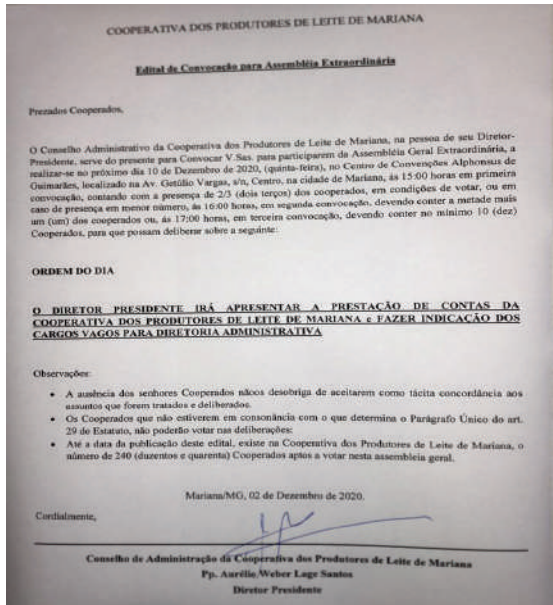 COOPERATIVA DOS PRODUTORES DE LEITE DE MARIANA
Edital de Convocação para Assembléia Extraordinária
Prezados Cooperados,
O Conselho Administrativo da Cooperativa dos Produtores de Leite de Mariana, na pessoa de seu Diretor-
Presidente, serve do presente para Convocar V.Sas. para participarem da Assembléia Geral Extraordinária, a
realizar-se no próximo dia 10 de Dezembro de 2020, (quinta-feira), no Centro de Convenções Alphonsus de
Guimarães, localizado na Av. Getúlio Vargas, s/n, Centro, na cidade de Mariana, ás 15:00 horas em primeira
convocação, contando com a presença de 2/3 (dois terços) dos cooperados, em condições de votar, ou em
caso de presença em menor número, ás 16:00 horas, em segunda convocação, devendo conter a metade mais
um (um) dos cooperados ou, ás 17:00 horas, em terceira convocação, devendo conter no mínimo 10 (dez)
Cooperados, para que possam deliberar sobre a seguinte:
ORDEM DO DIA
O DIRETOR PRESIDENTE IRÁ APRESENTAR A PRESTAÇÃO DE CONTAS DA
COOPERATIVA DOS PRODUTORES DE LEITE DE MARIANA e FAZER INDICAÇÃO DOS
CARGOS VAGOS PARA DIRETORIA ADMINISTRATIVA
Observações:
• A ausência dos senhores Cooperados nãoos desobriga de aceitarem como tácita concordância aos
assuntos que forem tratados e deliberados.
• Os Cooperados que não estiverem em consonância com o que determina o Parágrafo Único do art.
29 de Estatuto, não poderão votar nas deliberações:
• Até a data da publicação deste edital, existe na Cooperativa dos Produtores de Leite de Mariana, o
número de 240 (duzentos e quarenta) Cooperados aptos a votar nesta assembleia geral.
Mariana/MG, 02 de Dezembro de 2020.
Cordialmente,
Conselho de Administração da Cooperativa dos Produtores de Leite de Mariana
Pp. Aurélio Weber Lage Santos
Diretor Presidente